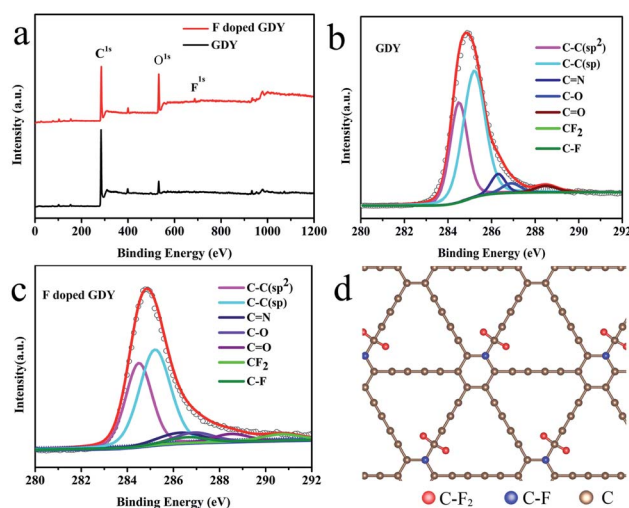 a
F doped GDY
GDY
C1s
O1s
F1s
Intensity(a.u.)
0 200 400 600 800 1000 1200
Binding Energy (eV)
b
GDY
C-C(sp2)
C-C(sp)
C=N
C-O
C=O
CF2
C-F
Intensity(a.u.)
280 282 284 286 288 290 292
Binding Energy (eV)
c
F doped GDY
C-C(sp2)
C-C(sp)
C=N
C-O
C=O
CF2
C-F
Intensity(a.u.)
280 282 284 286 288 290 292
Binding Energy (eV)
d
C-F2 C-F C